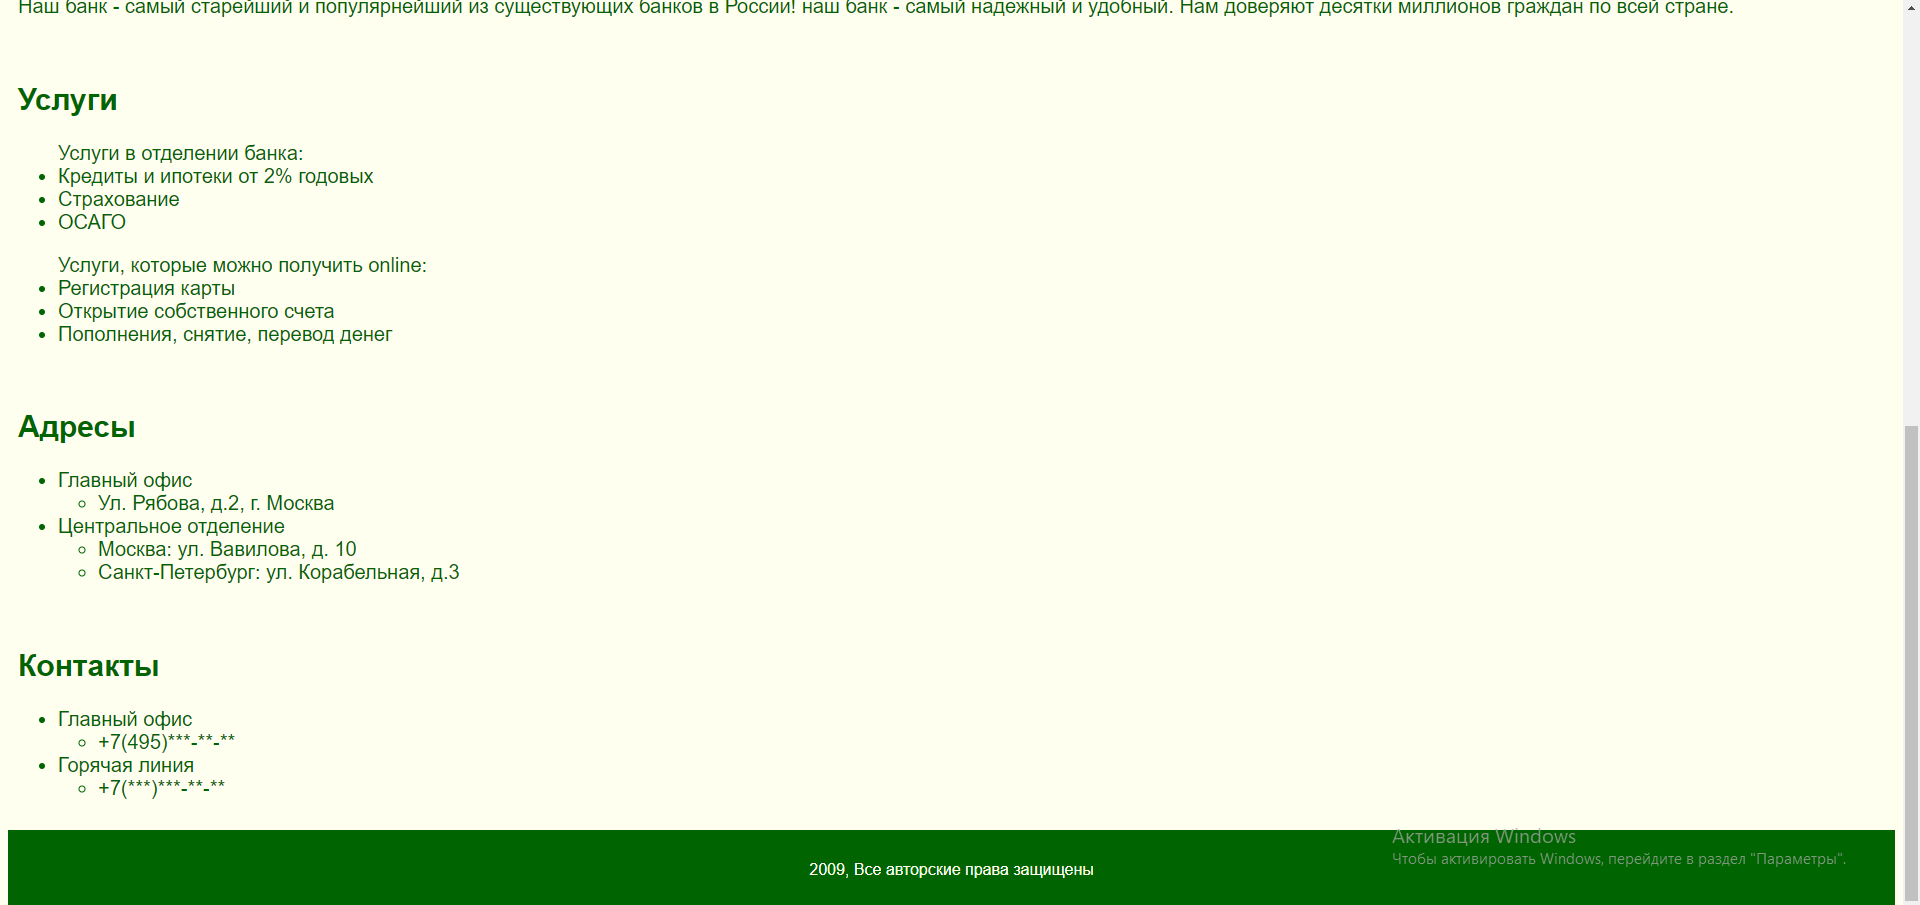 Наш банк - самый старейший и популярнейший из существующих банков в России! наш банк - самый надежный и удобный. Нам доверяют десятки миллионов граждан по всей стране.
Услуги
Услуги в отделении банка:
Кредиты и ипотеки от 2% годовых
Страхование
ОСАГО
Услуги, которые можно получить online:
Регистрация карты
Открытие собственного счета
Пополнения, снятие, перевод денег
Адресы
Главный офис
Ул. Рябова, д.2, г. Москва
Центральное отделение
Москва: ул. Вавилова, д. 10
Санкт-Петербург: ул. Корабельная, д.3
Контакты
Главный офис
+7(495)***-**-**
Горячая линия
+7(***)***-**-**
Активация Windows
Чтобы активировать Windows, перейдите в раздел "Параметры".
2009, Все авторские права защищены